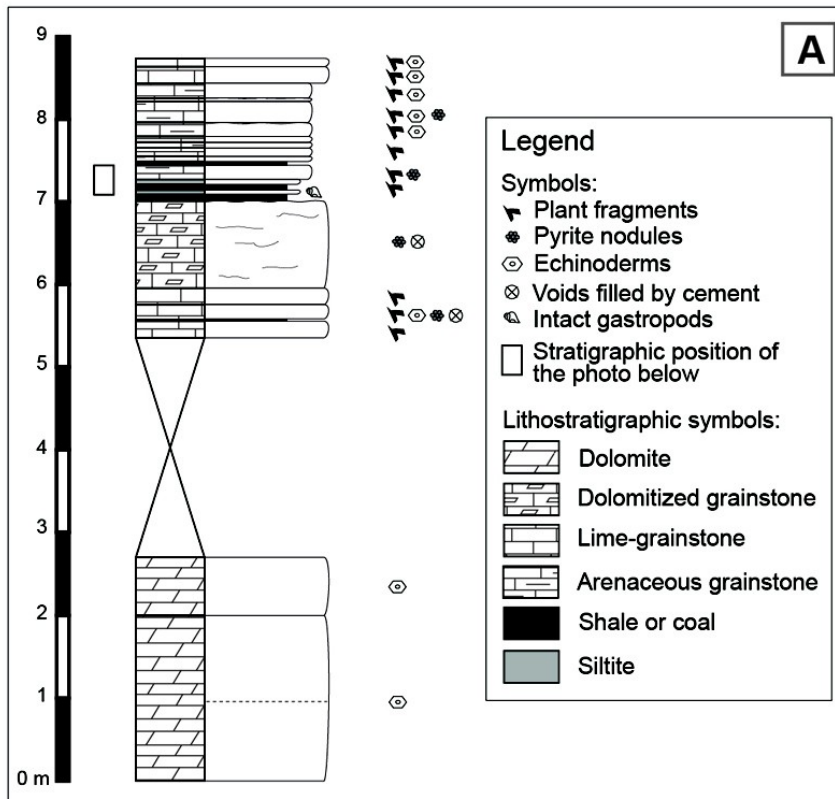 A
9
8
7
6
5
4
3
2
1
0 m
Legend
Symbols:
Plant fragments
Pyrite nodules
Echinoderms
Voids filled by cement
Intact gastropods
Stratigraphic position of
the photo below
Lithostratigraphic symbols:
Dolomite
Dolomitized grainstone
Lime-grainstone
Arenaceous grainstone
Shale or coal
Siltite